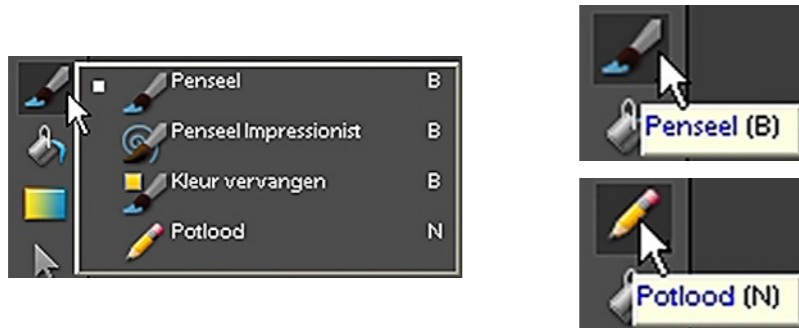 Penseel B
Penseel Impressionist B
Kleur vervangen B
Potlood N
Penseel (B)
Potlood (N)